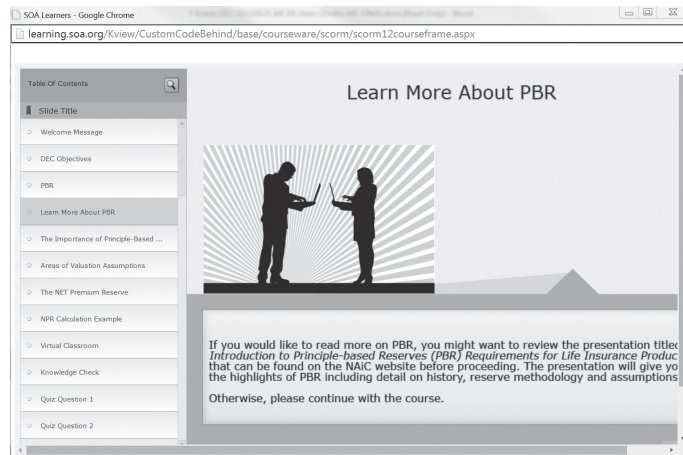 SOA Learners - Google Chrome
learning.soa.org/Kview/CustomCodeBehind/base/courseware/scorm/scorm12courseframe.aspx
Table Of Contents
Slide Title
Welcome Message
DEC Objectives
PBR
Learn More About PBR
The Importance of Principle-Based ...
Areas of Valuation Assumptions
The NET Premium Reserve
NPR Calculation Example
Virtual Classroom
Knowledge Check
Quiz Question 1
Quiz Question 2
Learn More About PBR
If you would like to read more on PBR, you might want to review the presentation titled
Introduction to Principle-based Reserves (PBR) Requirements for Life Insurance Produc
that can be found on the NAiC website before proceeding. The presentation will give yo
the highlights of PBR including detail on history, reserve methodology and assumptions
Otherwise, please continue with the course.